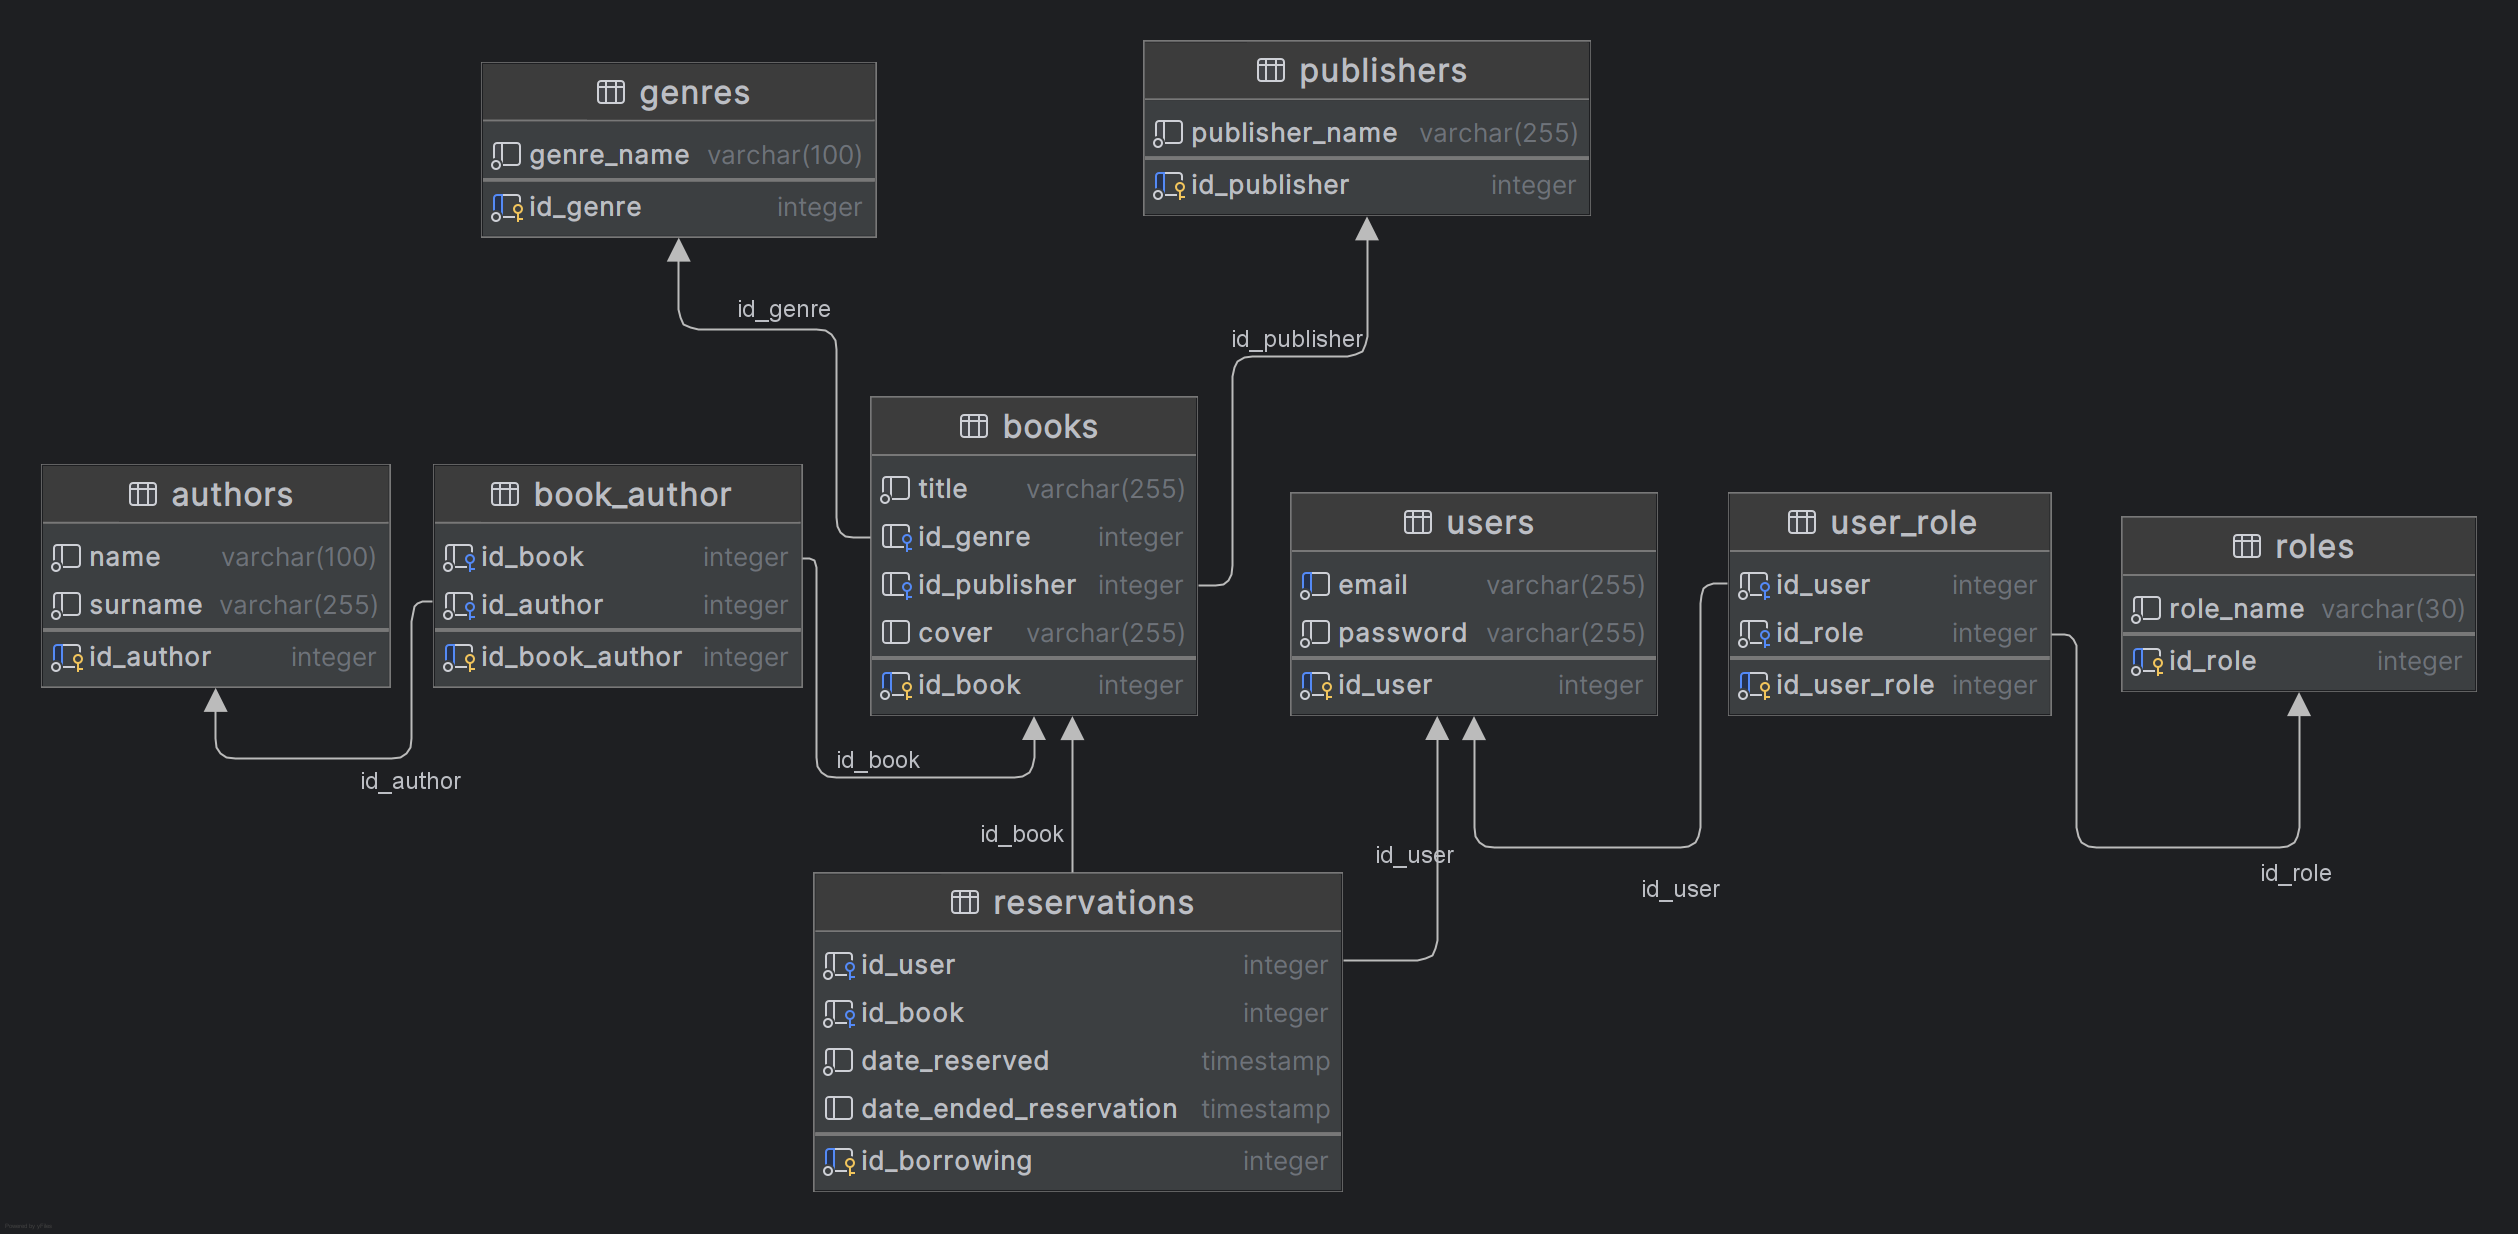 genres
genre_name varchar(100)
id_genre integer
publishers
publisher_name varchar(255)
id_publisher integer
id_genre
id_publisher
books
title varchar(255)
id_genre integer
id_publisher integer
cover varchar(255)
id_book integer
authors
name varchar(100)
surname varchar(255)
id_author integer
book_author
id_book integer
id_author integer
id_book_author integer
users
email varchar(255)
password varchar(255)
id_user integer
user_role
id_user integer
id_role integer
id_user_role integer
roles
role_name varchar(30)
id_role integer
id_author
id_book
id_book
id_user
id_user
id_role
reservations
id_user integer
id_book integer
date_reserved timestamp
date_ended_reservation timestamp
id_borrowing integer
Powered by yFiles